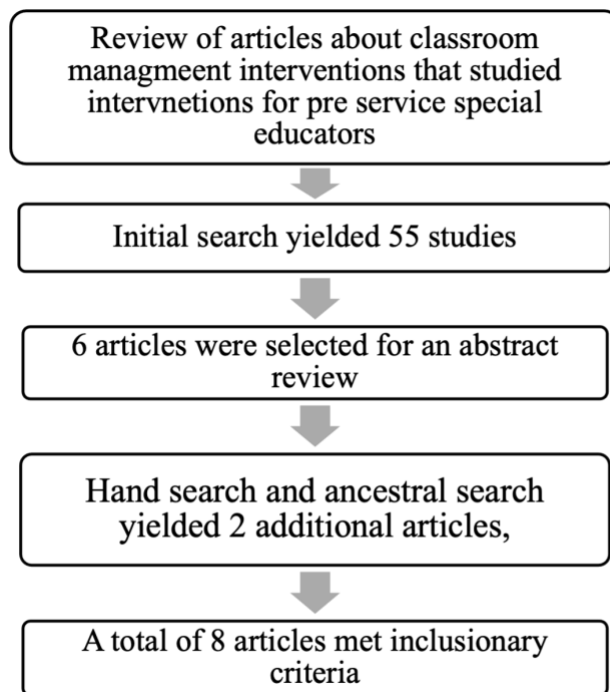 Review of articles about classroom
managmeent interventions that studied
intervnetions for pre service special
educators
Initial search yielded 55 studies
6 articles were selected for an abstract
review
Hand search and ancestral search
yielded 2 additional articles,
A total of 8 articles met inclusionary
criteria